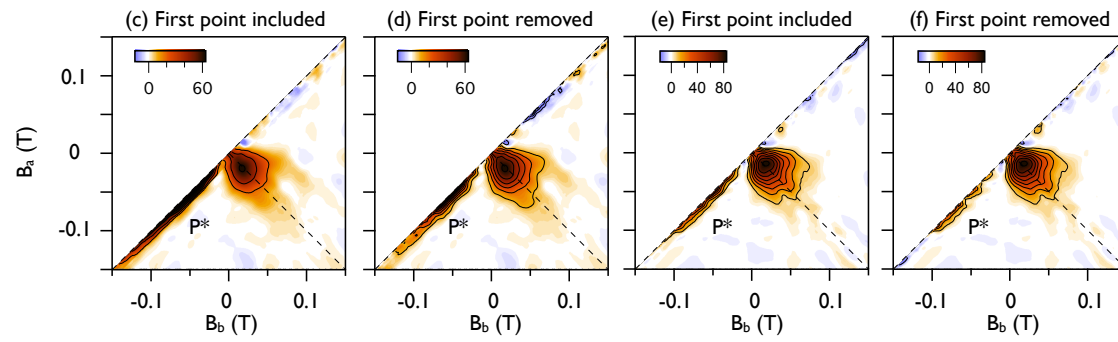 (c) First point included
(d) First point removed
(e) First point included
(f) First point removed
0 60
0 60
0 40 80
0 40 80
0.1
0
-0.1
B_a (T)
P*
P*
P*
P*
-0.1 0 0.1
-0.1 0 0.1
-0.1 0 0.1
-0.1 0 0.1
B_b (T)
B_b (T)
B_b (T)
B_b (T)